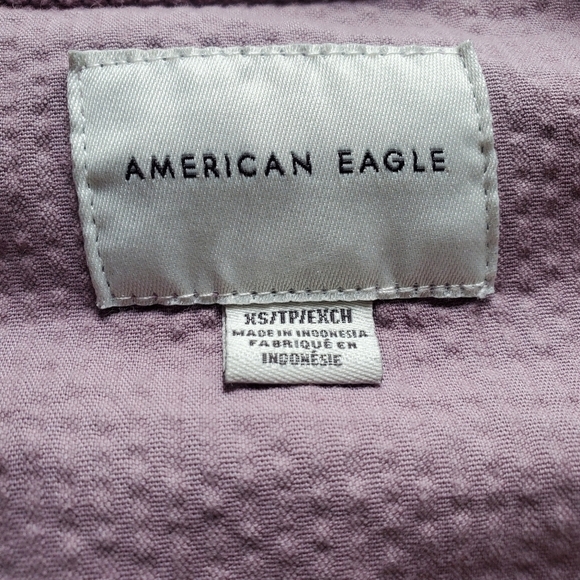 AMERICAN EAGLE
XS/TP/EXCH
MADE IN INDONESIA
FABRIQUÉ EN
INDONÉSIE